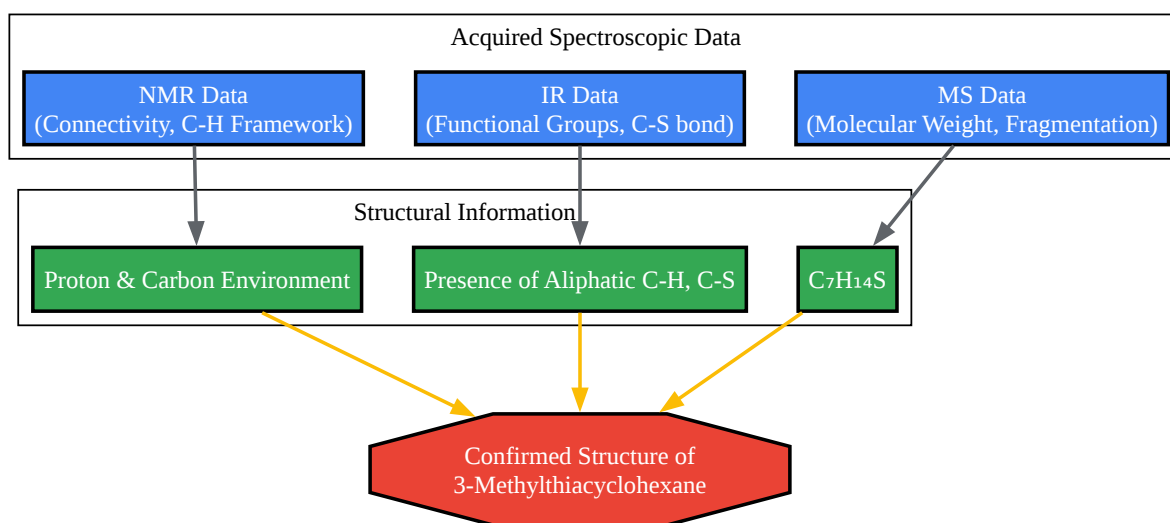 Acquired Spectroscopic Data
NMR Data
(Connectivity, C-H Framework)
IR Data
(Functional Groups, C-S bond)
MS Data
(Molecular Weight, Fragmentation)
Structural Information
Proton & Carbon Environment
Presence of Aliphatic C-H, C-S
C₇H₁₄S
Confirmed Structure of
3-Methylthiacyclohexane